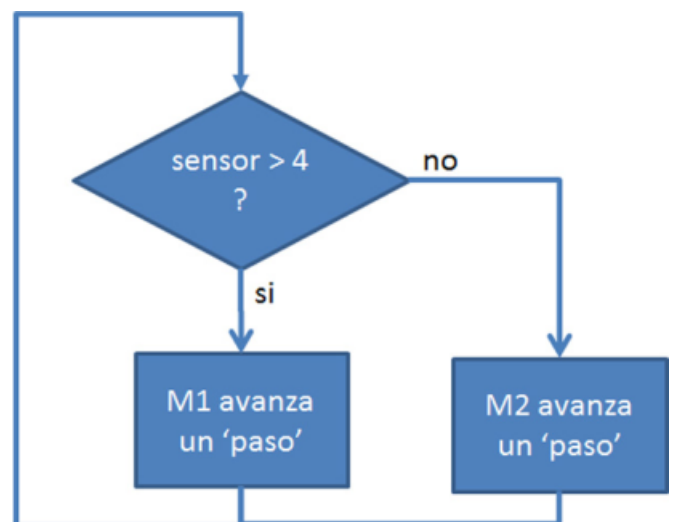 sensor > 4
?
no
si
M1 avanza
un ‘paso’
M2 avanza
un ‘paso’